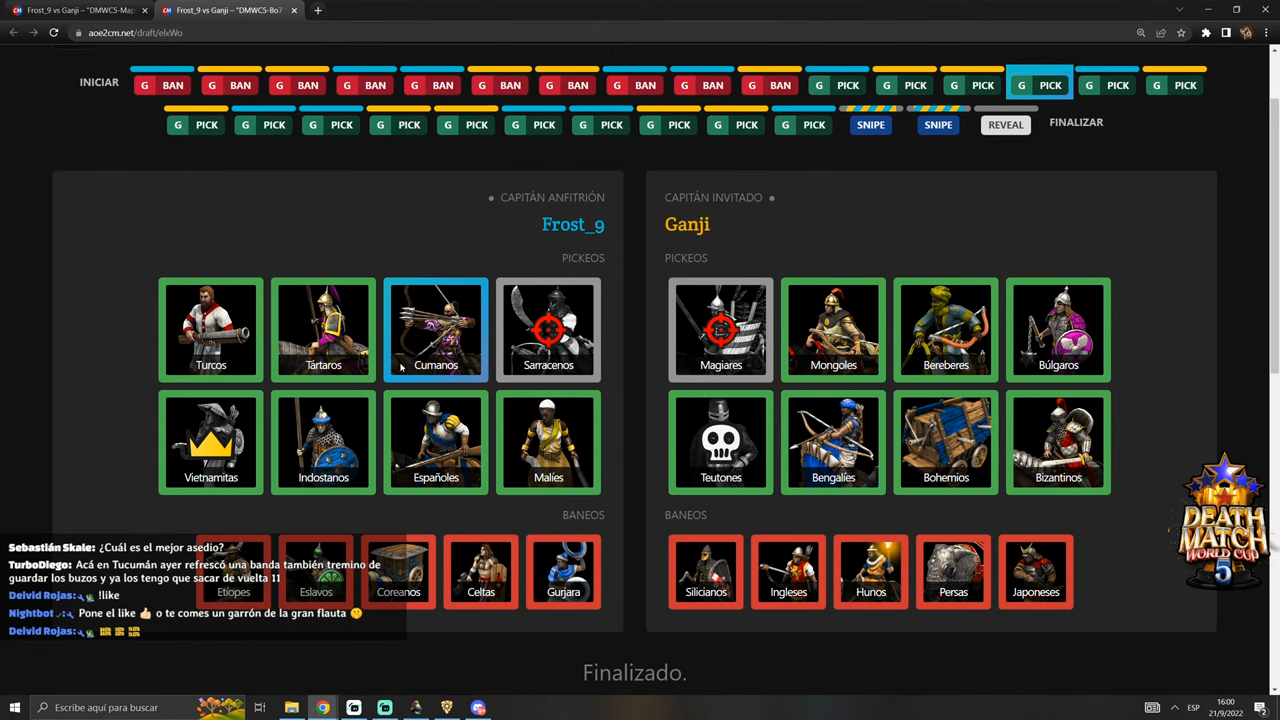 Frost_9 vs Ganji – "DMWC5-Map
Frost_9 vs Ganji – "DMWC5-Bo7
aoe2cm.net/draft/elxWo
INICIAR G BAN G BAN G BAN G BAN G BAN G BAN G BAN G BAN G BAN G BAN G PICK G PICK G PICK G PICK G PICK G PICK
G PICK G PICK G PICK G PICK G PICK G PICK G PICK G PICK G PICK G PICK SNIPE SNIPE REVEAL FINALIZAR
CAPITÁN ANFITRIÓN
Frost_9
PICKEOS
Turcos Tártaros Cumanos Sarracenos
Vietnamitas Indostanos Españoles Malíes
BANEOS
Etíopes Eslavos Coreanos Celtas Gurjara
CAPITÁN INVITADO
Ganji
PICKEOS
Magiares Mongoles Bereberes Búlgaros
Teutones Bengalíes Bohemios Bizantinos
BANEOS
Silicianos Ingleses Hunos Persas Japoneses
Sebastián Skale: ¿Cuál es el mejor asedio?
TurboDiego: Acá en Tucumán ayer refrescó una banda también tremino de
guardar los buzos y ya los tengo que sacar de vuelta 11
Deivid Rojas: !like
Nightbot: Pone el like 👍🏻 o te comes un garrón de la gran flauta 🤭
Deivid Rojas:
DEATH
MATCH
WORLD CUP
5
Finalizado.
Escribe aquí para buscar
ESP
16:00
21/9/2022
2